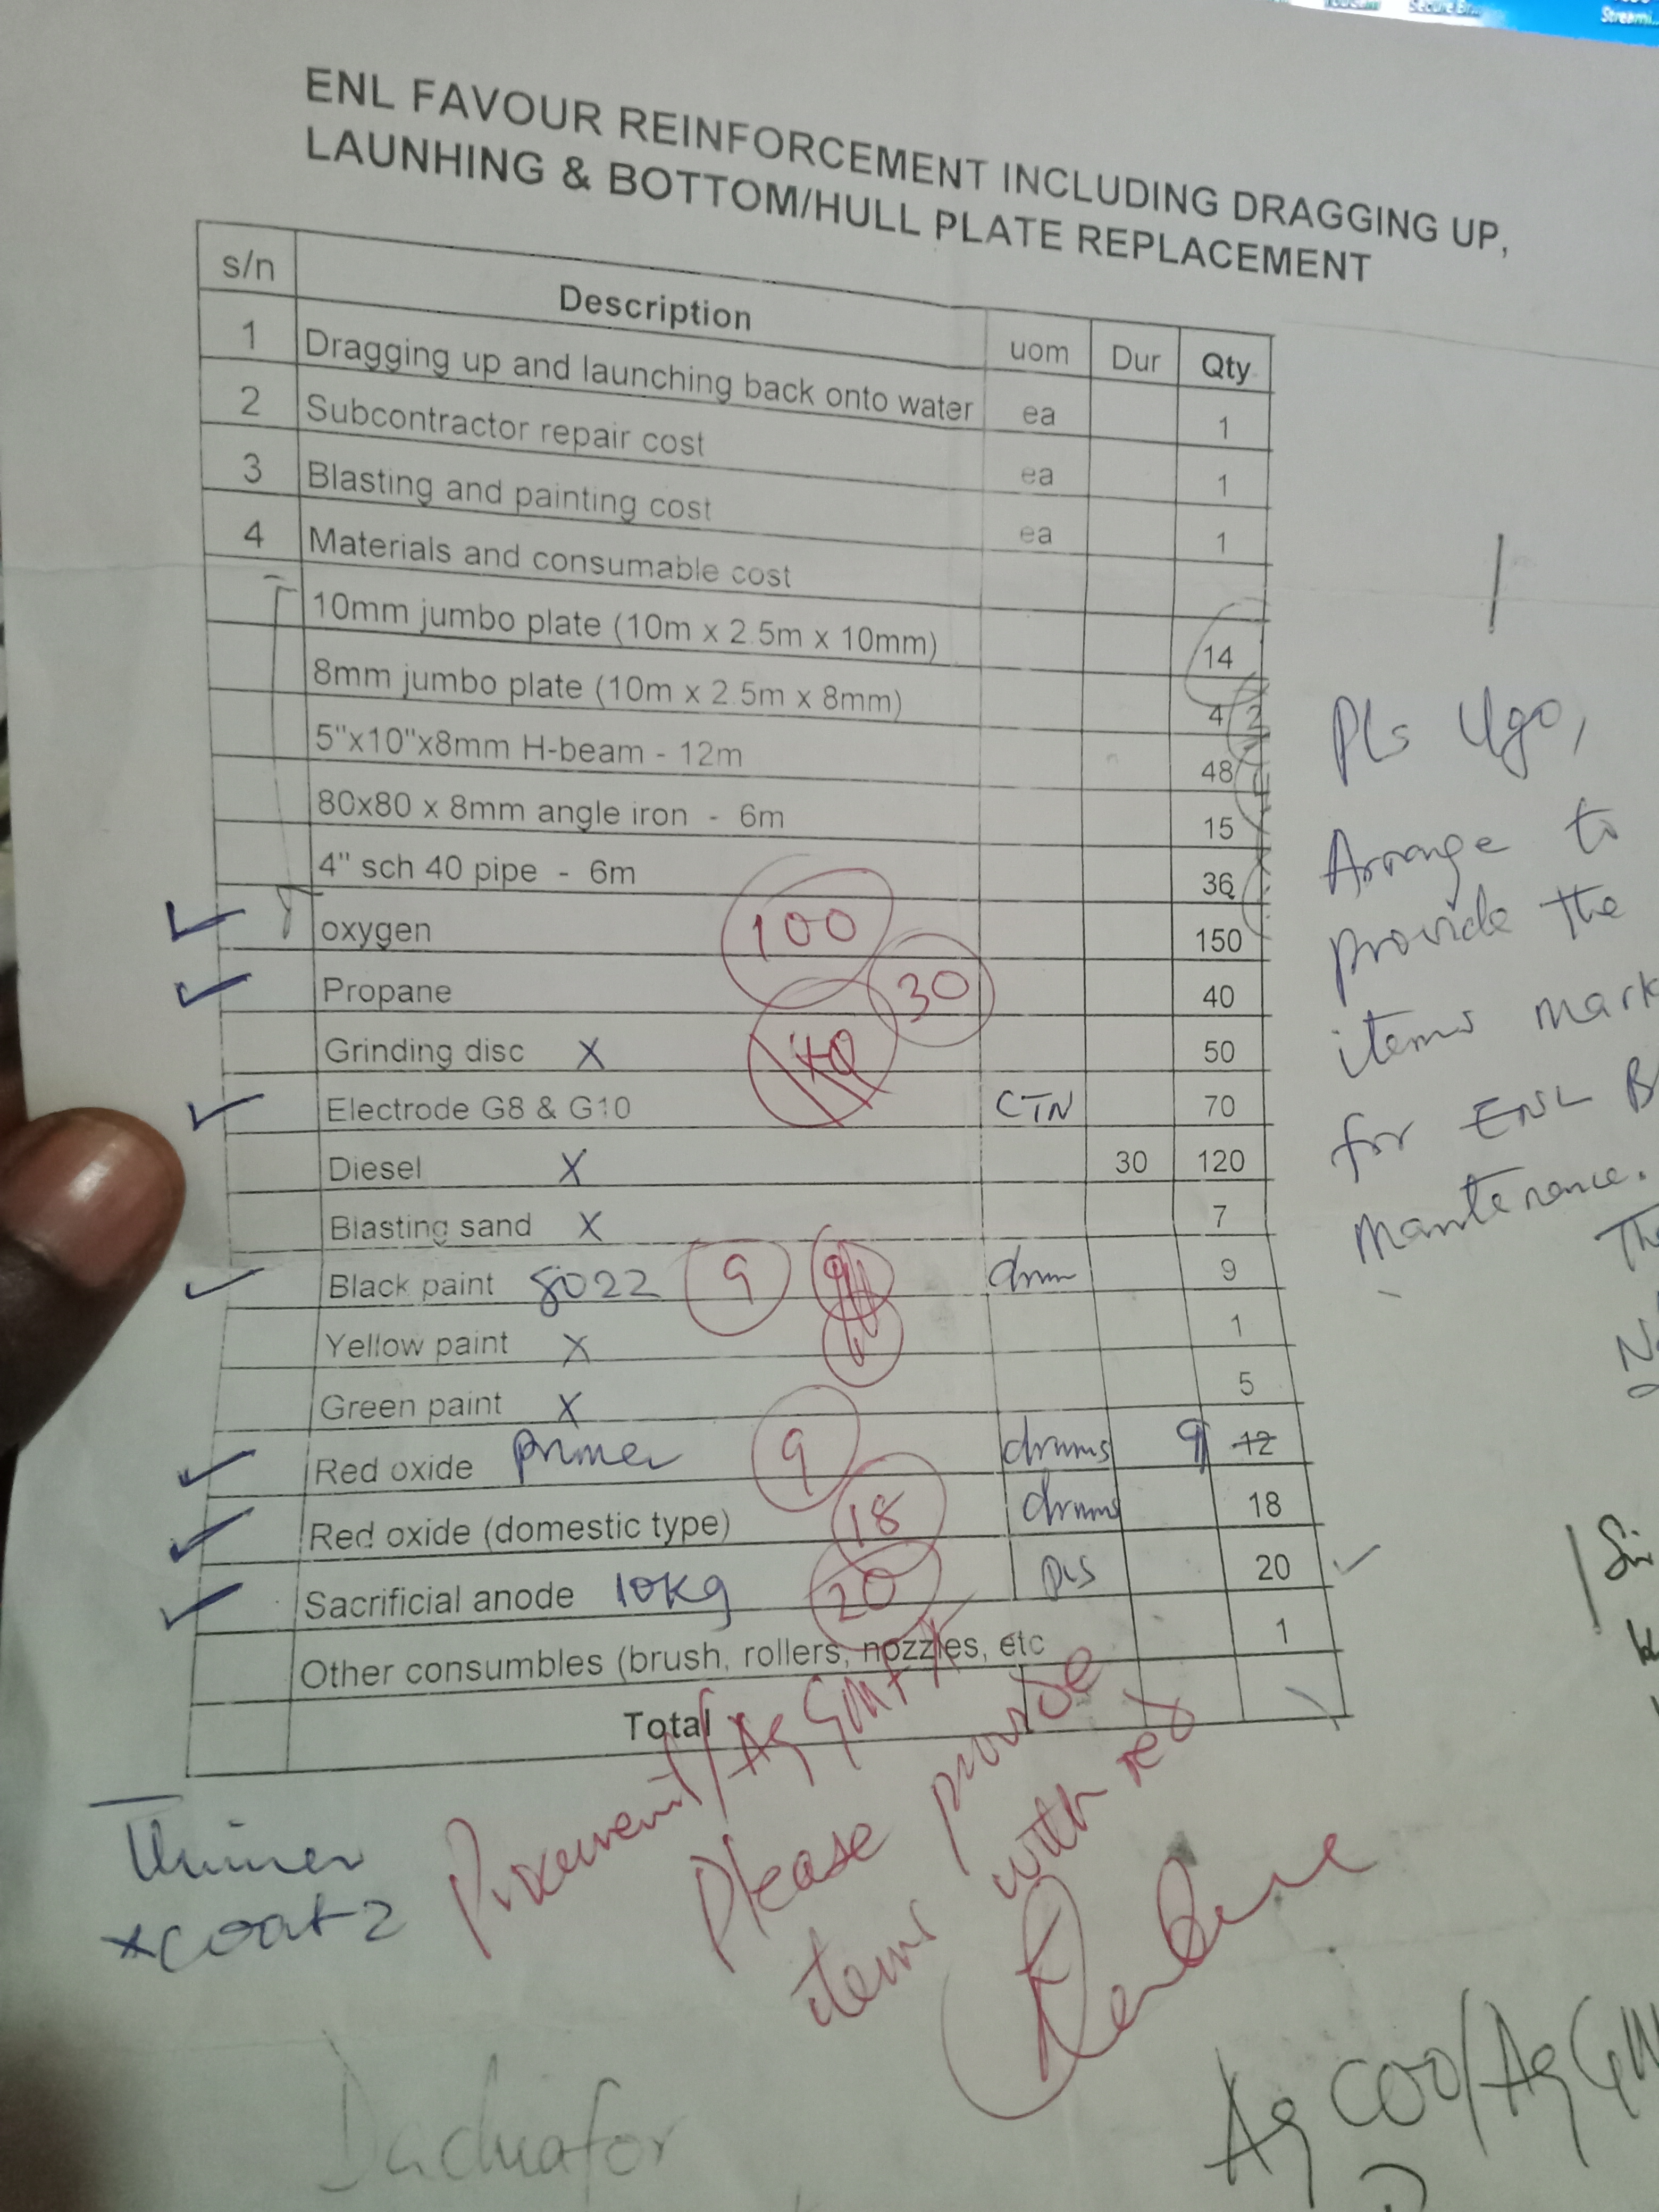 Secure Br...
Streami...
ENL FAVOUR REINFORCEMENT INCLUDING DRAGGING UP,
LAUNHING & BOTTOM/HULL PLATE REPLACEMENT
s/n Description uom Dur Qty
1 Dragging up and launching back onto water ea 1
2 Subcontractor repair cost ea 1
3 Blasting and painting cost ea 1
4 Materials and consumable cost
10mm jumbo plate (10m x 2.5m x 10mm) 14
8mm jumbo plate (10m x 2.5m x 8mm) 4 2
5"x10"x8mm H-beam - 12m 48
80x80 x 8mm angle iron - 6m 15
4" sch 40 pipe - 6m 36
oxygen 100 150
Propane 30 40
Grinding disc X 40 50
Electrode G8 & G10 CTN 70
Diesel X 30 120
Blasting sand X 7
Black paint 8022 9 9 drum 9
Yellow paint X 1
Green paint X 5
Red oxide primer 9 drums 9 12
Red oxide (domestic type) 18 drums 18
Sacrificial anode 10kg 20 pcs 20
Other consumbles (brush, rollers, nozzles, etc 1
Total
Pls Ugo,
Arrange to
provide the
items mark
for ENL B
Mantenance.
Thinner
xcoat 2
Procurement/Ag GM
Please provide
items with red
Ag COO/Ag GM